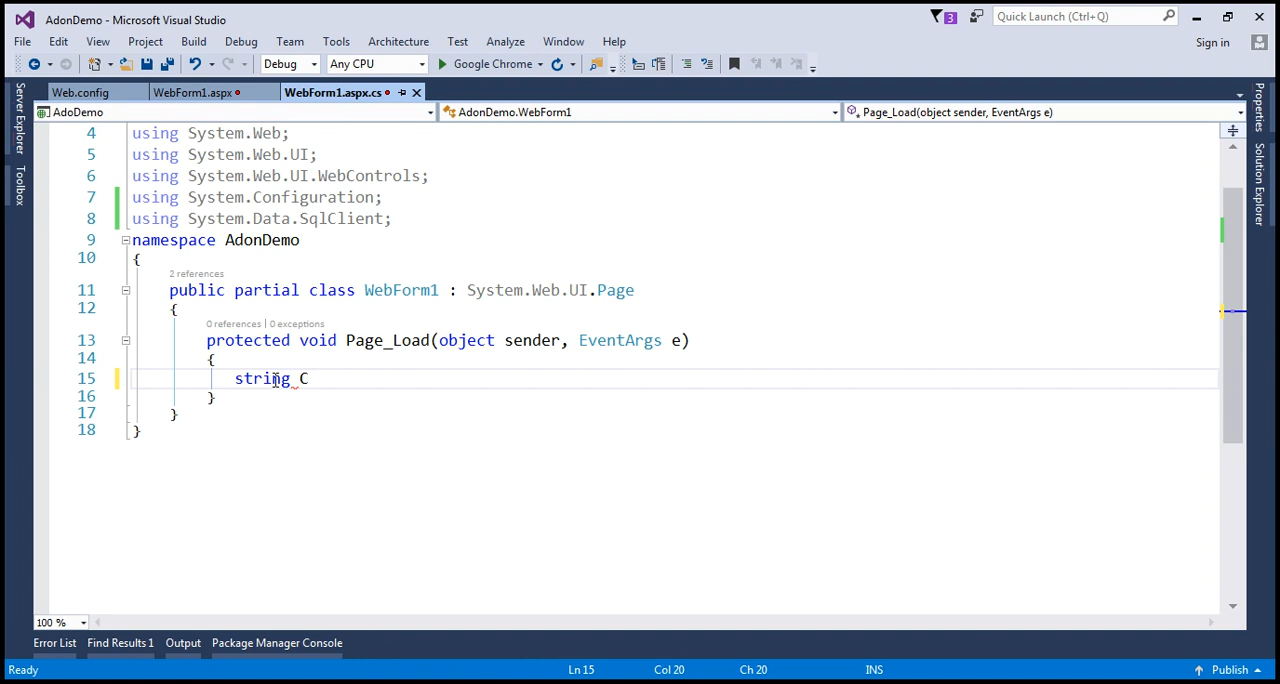 AdonDemo - Microsoft Visual Studio
3
Quick Launch (Ctrl+Q)
File Edit View Project Build Debug Team Tools Architecture Test Analyze Window Help
Sign in
Debug Any CPU Google Chrome
Server Explorer
Toolbox
Web.config WebForm1.aspx WebForm1.aspx.cs
AdoDemo AdonDemo.WebForm1 Page_Load(object sender, EventArgs e)
4 using System.Web;
5 using System.Web.UI;
6 using System.Web.UI.WebControls;
7 using System.Configuration;
8 using System.Data.SqlClient;
9 namespace AdonDemo
10 {
2 references
11 public partial class WebForm1 : System.Web.UI.Page
12 {
0 references | 0 exceptions
13 protected void Page_Load(object sender, EventArgs e)
14 {
15 string C
16 }
17 }
18 }
Properties
Solution Explorer
100 %
Error List Find Results 1 Output Package Manager Console
Ready Ln 15 Col 20 Ch 20 INS Publish